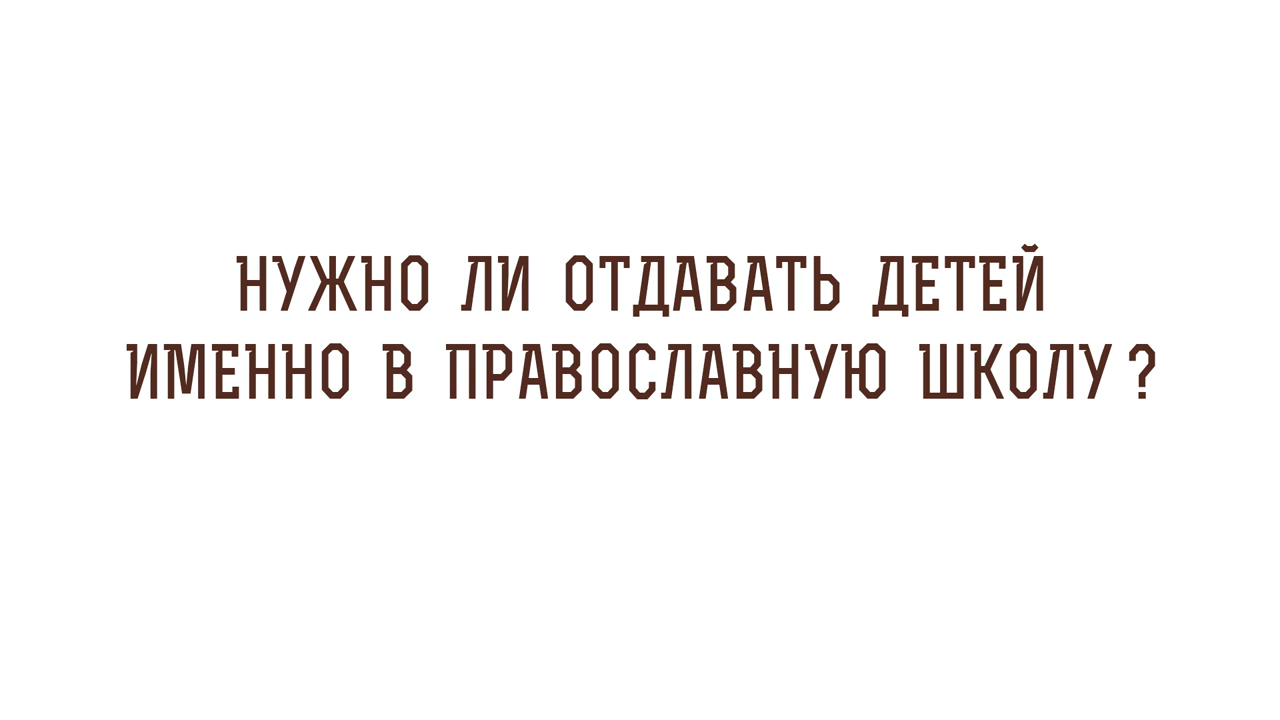 НУЖНО ЛИ ОТДАВАТЬ ДЕТЕЙ
ИМЕННО В ПРАВОСЛАВНУЮ ШКОЛУ ?